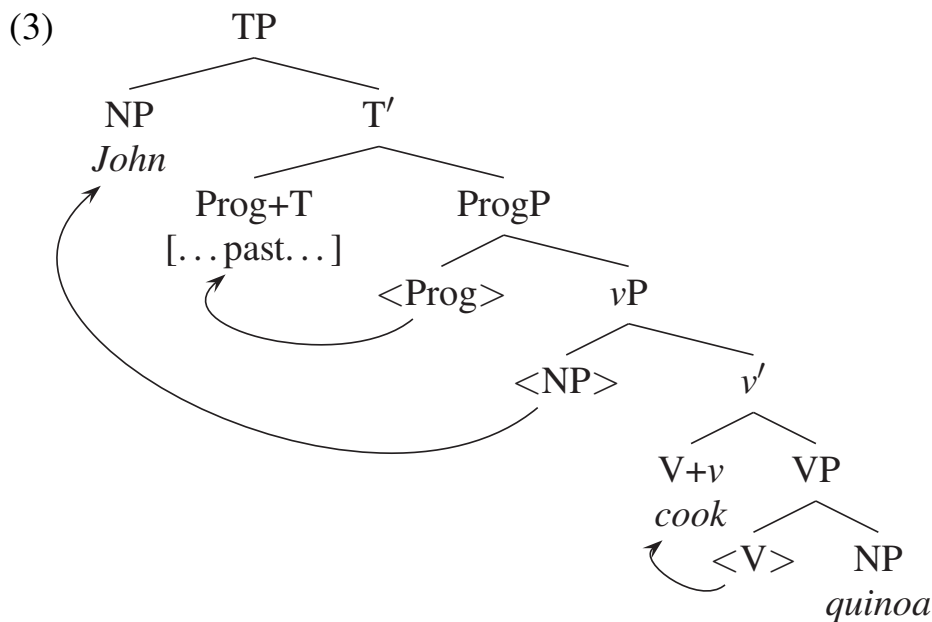 (3) TP
NP T′
John
Prog+T ProgP
[…past…]
<Prog> vP
<NP> v′
V+v VP
cook
<V> NP
quinoa